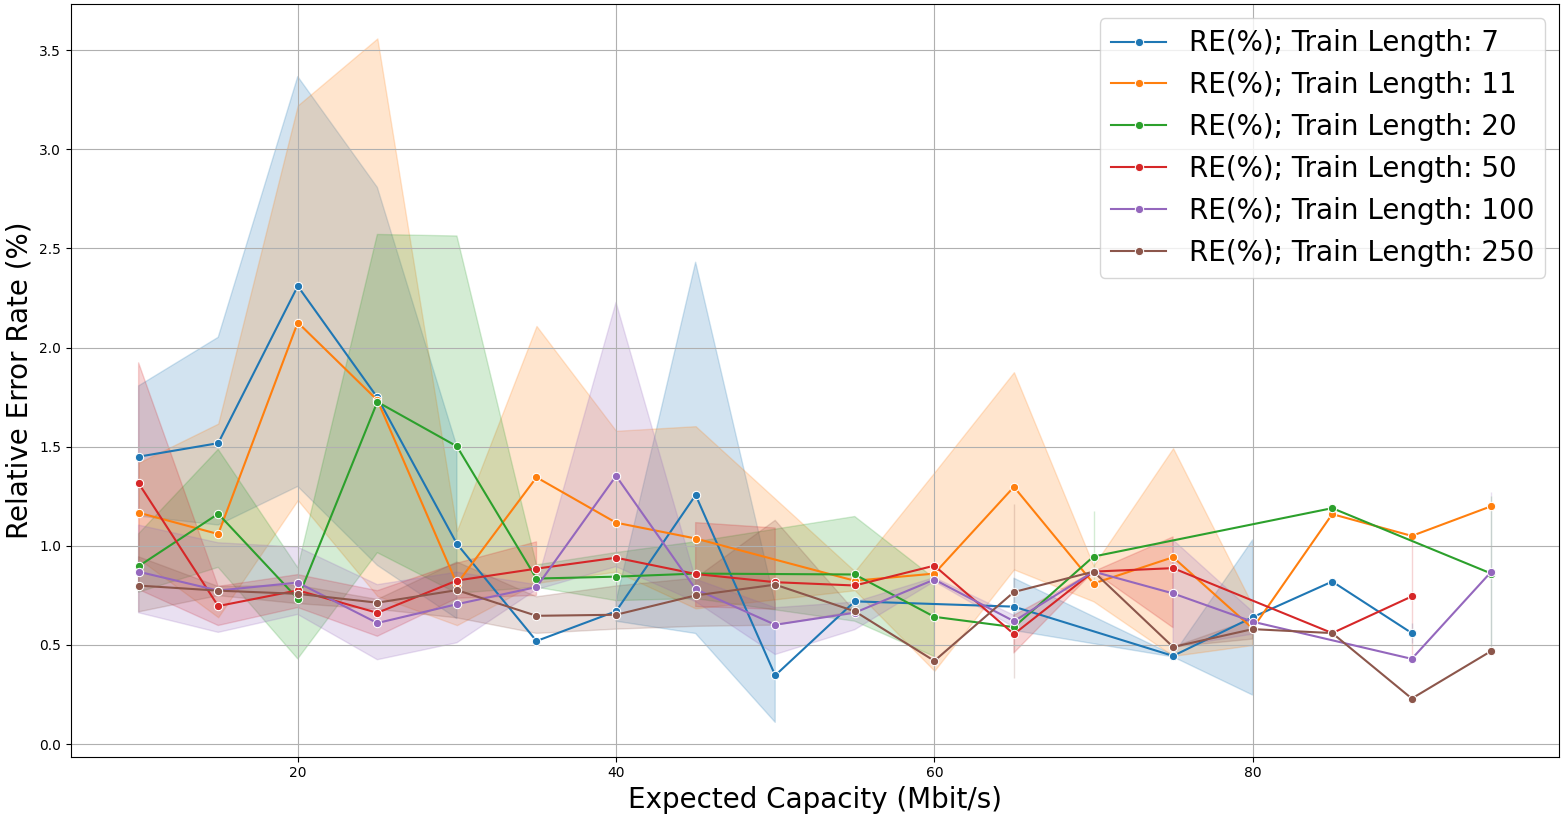 RE(%); Train Length: 7
RE(%); Train Length: 11
RE(%); Train Length: 20
RE(%); Train Length: 50
RE(%); Train Length: 100
RE(%); Train Length: 250
Relative Error Rate (%)
3.5
3.0
2.5
2.0
1.5
1.0
0.5
0.0
20 40 60 80
Expected Capacity (Mbit/s)